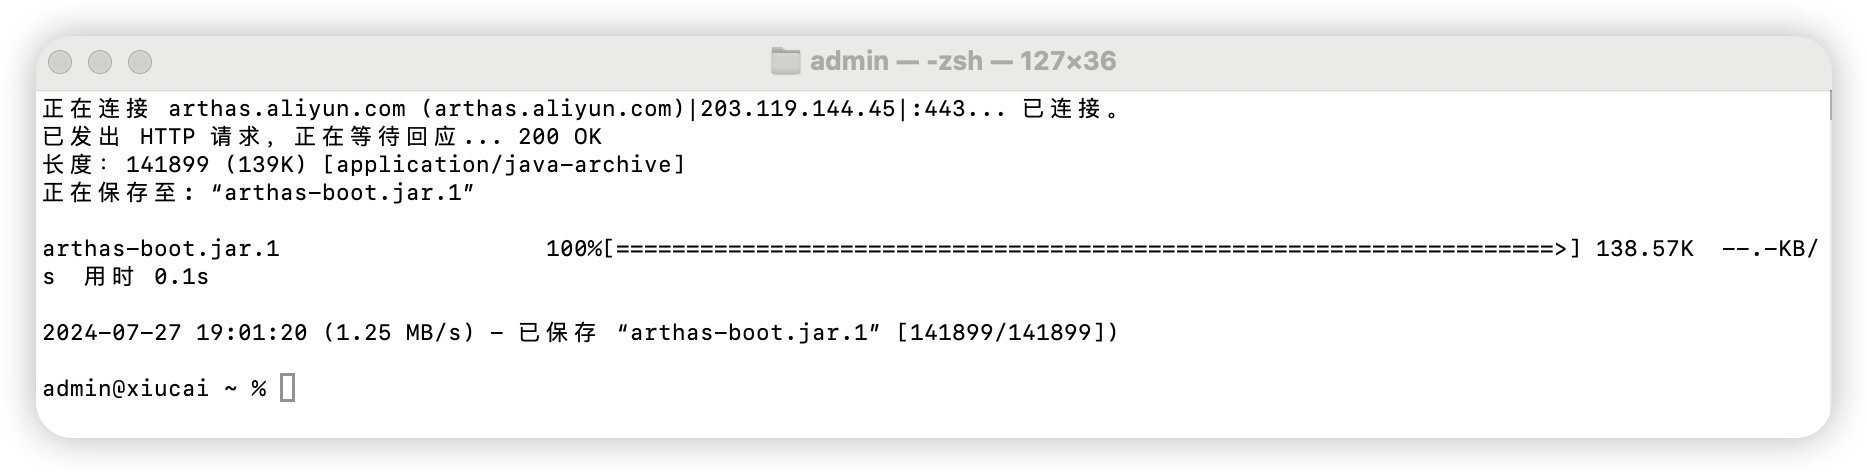 admin — -zsh — 127×36
正在连接 arthas.aliyun.com (arthas.aliyun.com)|203.119.144.45|:443... 已连接。
已发出 HTTP 请求，正在等待回应... 200 OK
长度：141899 (139K) [application/java-archive]
正在保存至: “arthas-boot.jar.1”
arthas-boot.jar.1 100%[===================================================================>] 138.57K --.-KB/
s 用时 0.1s
2024-07-27 19:01:20 (1.25 MB/s) - 已保存 “arthas-boot.jar.1” [141899/141899])
admin@xiucai ~ %